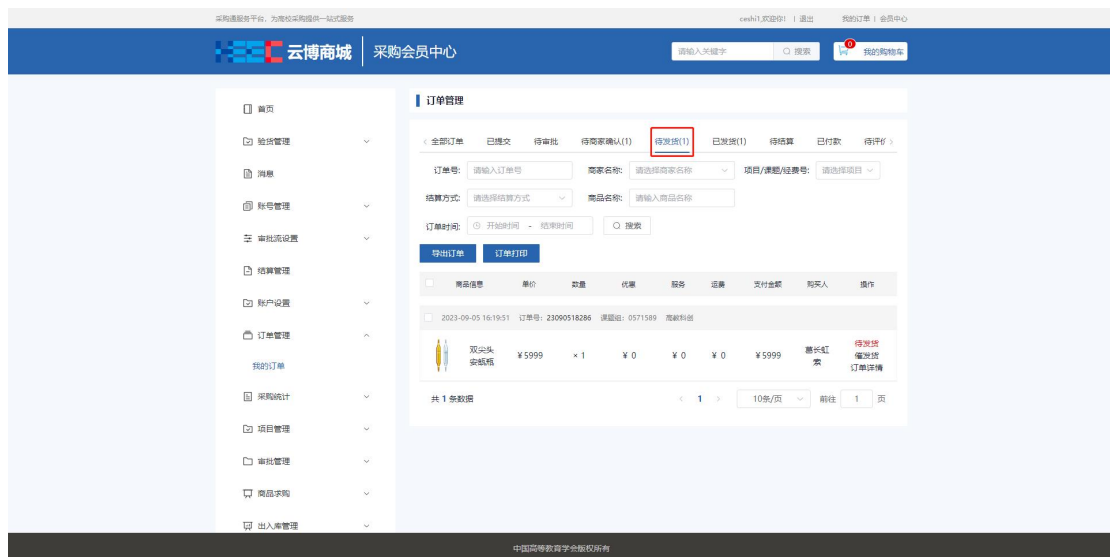 采购通服务平台，为高校采购提供一站式服务 ceshi1,欢迎你！ | 退出 我的订单 | 会员中心
云博商城 采购会员中心 请输入关键字 搜索 0 我的购物车
首页
验货管理
消息
账号管理
审批流设置
结算管理
账户设置
订单管理
我的订单
采购统计
项目管理
审批管理
商品求购
出入库管理
订单管理
< 全部订单 已提交 待审批 待商家确认(1) 待发货(1) 已发货(1) 待结算 已付款 待评价 >
订单号: 请输入订单号 商家名称: 请选择商家名称 项目/课题/经费号: 请选择项目
结算方式: 请选择结算方式 商品名称: 请输入商品名称
订单时间: 开始时间 - 结束时间 搜索
导出订单 订单打印
商品信息 单价 数量 优惠 服务 运费 支付金额 购买人 操作
2023-09-05 16:19:51 订单号: 23090518286 课题组: 0571589 高教科创
双尖头安瓿瓶 ¥5999 × 1 ¥ 0 ¥ 0 ¥ 0 ¥5999 慕长虹 待发货
催发货
订单详情
共 1 条数据 < 1 > 10条/页 前往 1 页
中国高等教育学会版权所有